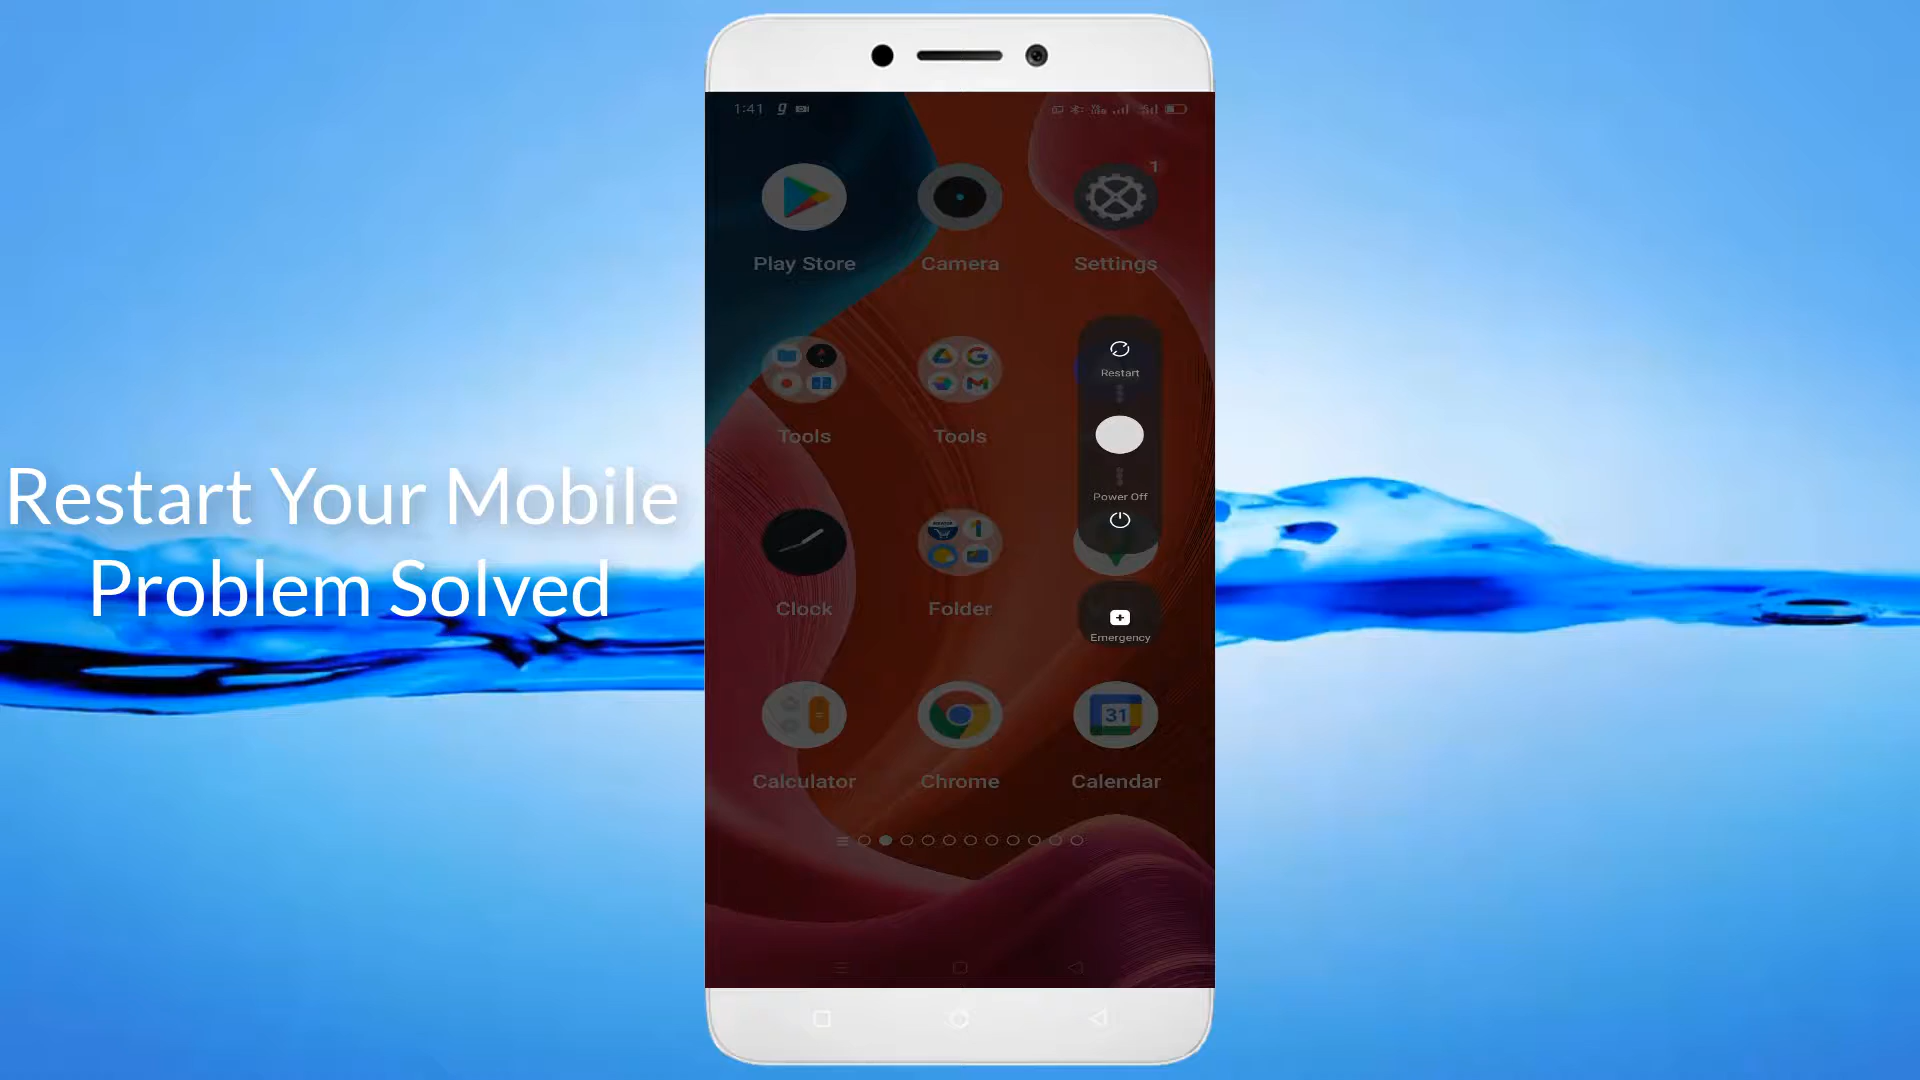 1:41
1
Play Store
Camera
Settings
Restart
Tools
Tools
Power Off
Restart Your Mobile
Problem Solved
Clock
Folder
Emergency
31
Calculator
Chrome
Calendar